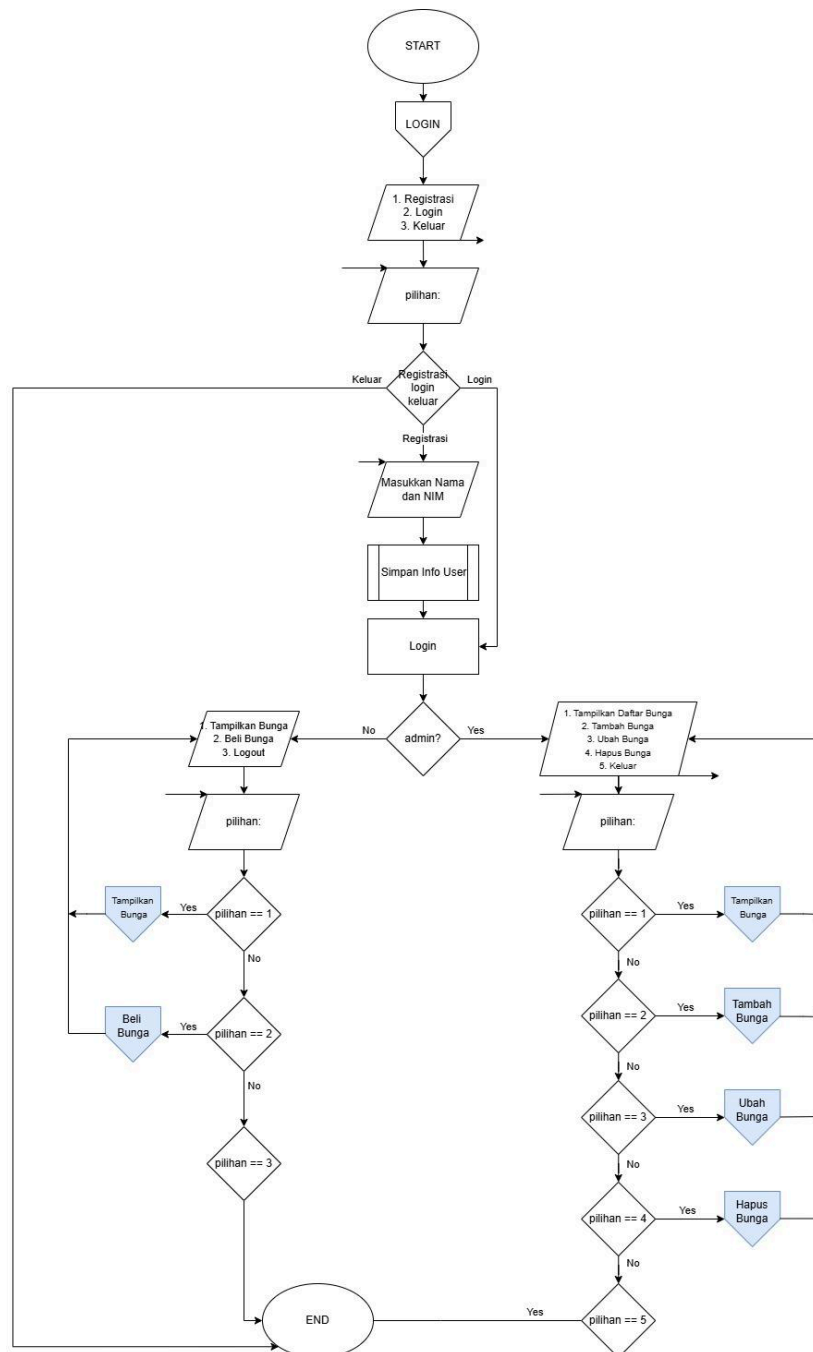 START
LOGIN
1. Registrasi
2. Login
3. Keluar
pilihan:
Keluar
Registrasi
login
keluar
Login
Registrasi
Masukkan Nama
dan NIM
Simpan Info User
Login
1. Tampilkan Bunga
2. Beli Bunga
3. Logout
No
admin?
Yes
1. Tampilkan Daftar Bunga
2. Tambah Bunga
3. Ubah Bunga
4. Hapus Bunga
5. Keluar
pilihan:
pilihan:
Tampilkan
Bunga
Yes
pilihan == 1
No
Beli
Bunga
Yes
pilihan == 2
No
pilihan == 3
pilihan == 1
Yes
Tampilkan
Bunga
No
pilihan == 2
Yes
Tambah
Bunga
No
pilihan == 3
Yes
Ubah
Bunga
No
pilihan == 4
Yes
Hapus
Bunga
No
END
Yes
pilihan == 5